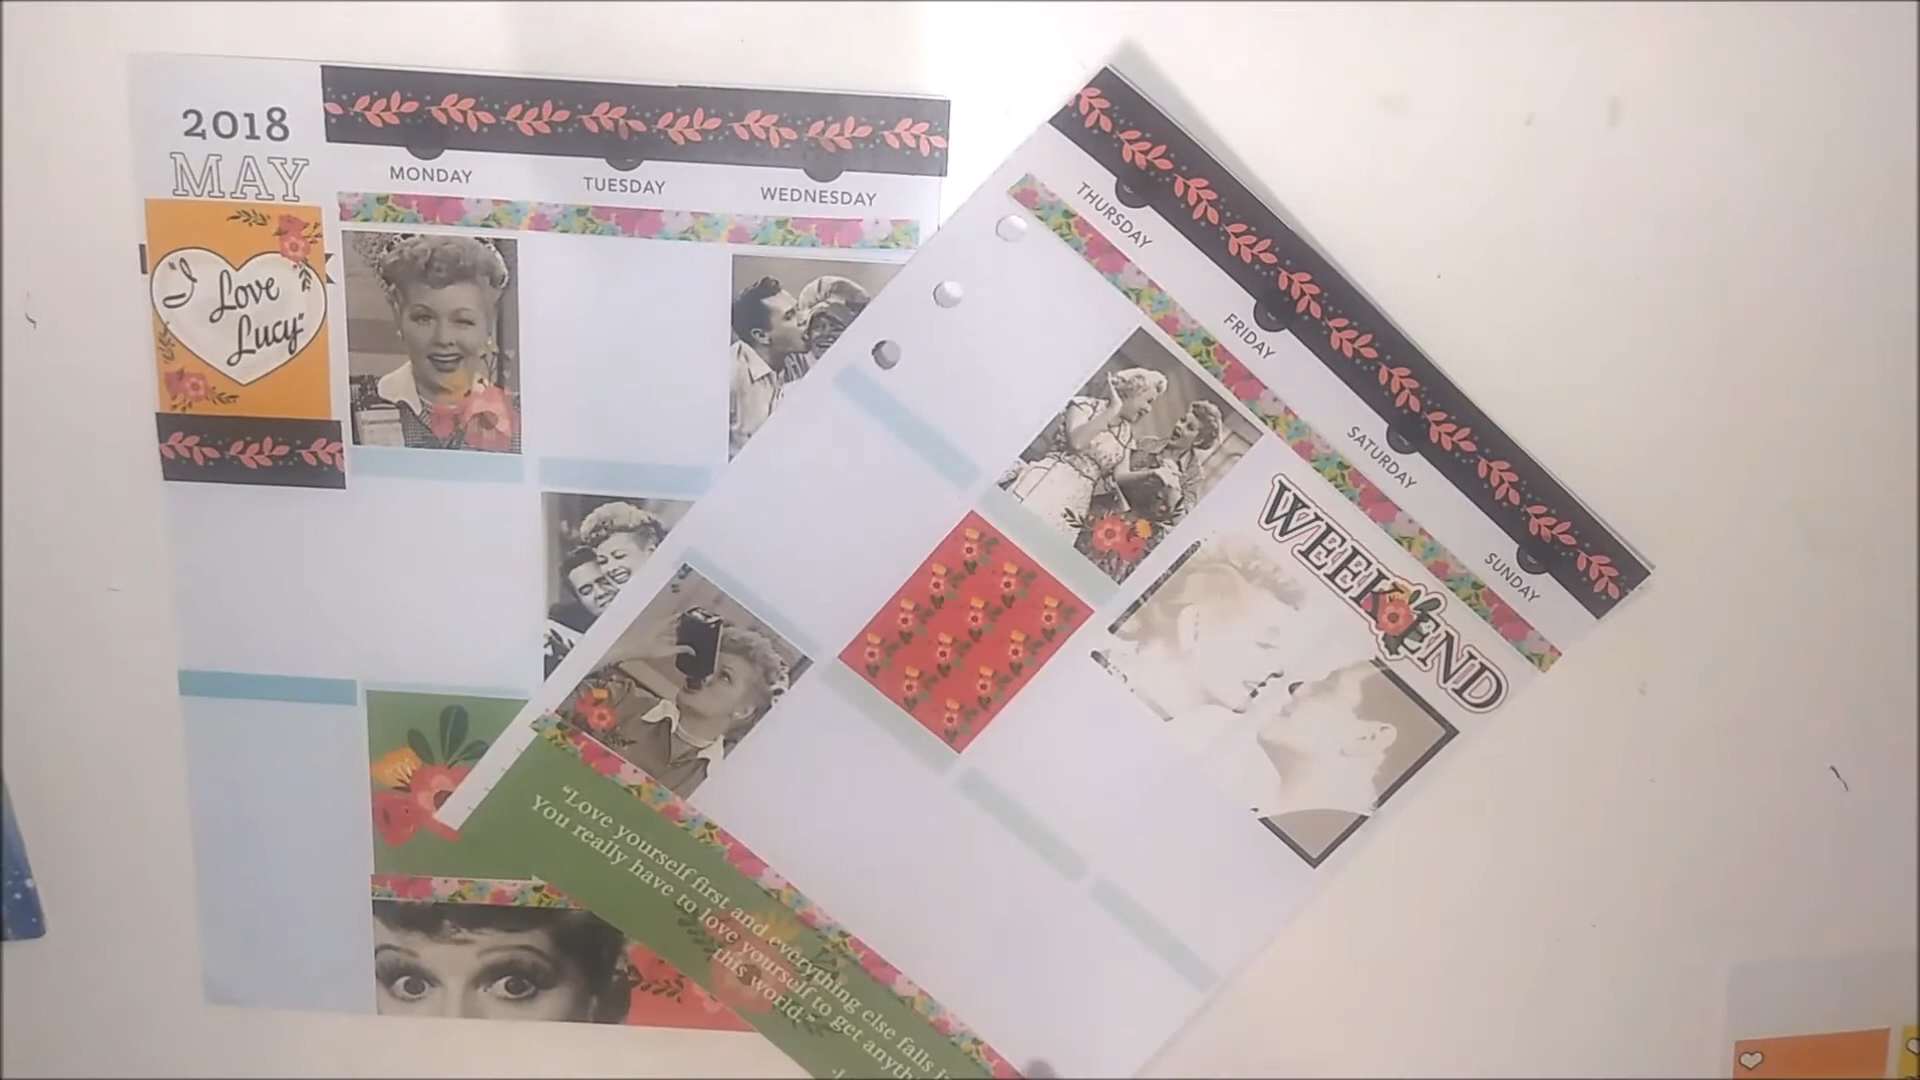 2018
MAY
"I
Love
Lucy"
MONDAY
TUESDAY
WEDNESDAY
THURSDAY
FRIDAY
SATURDAY
SUNDAY
WEEKEND
"Love yourself first and everything else falls
You really have to love yourself to get
this world."